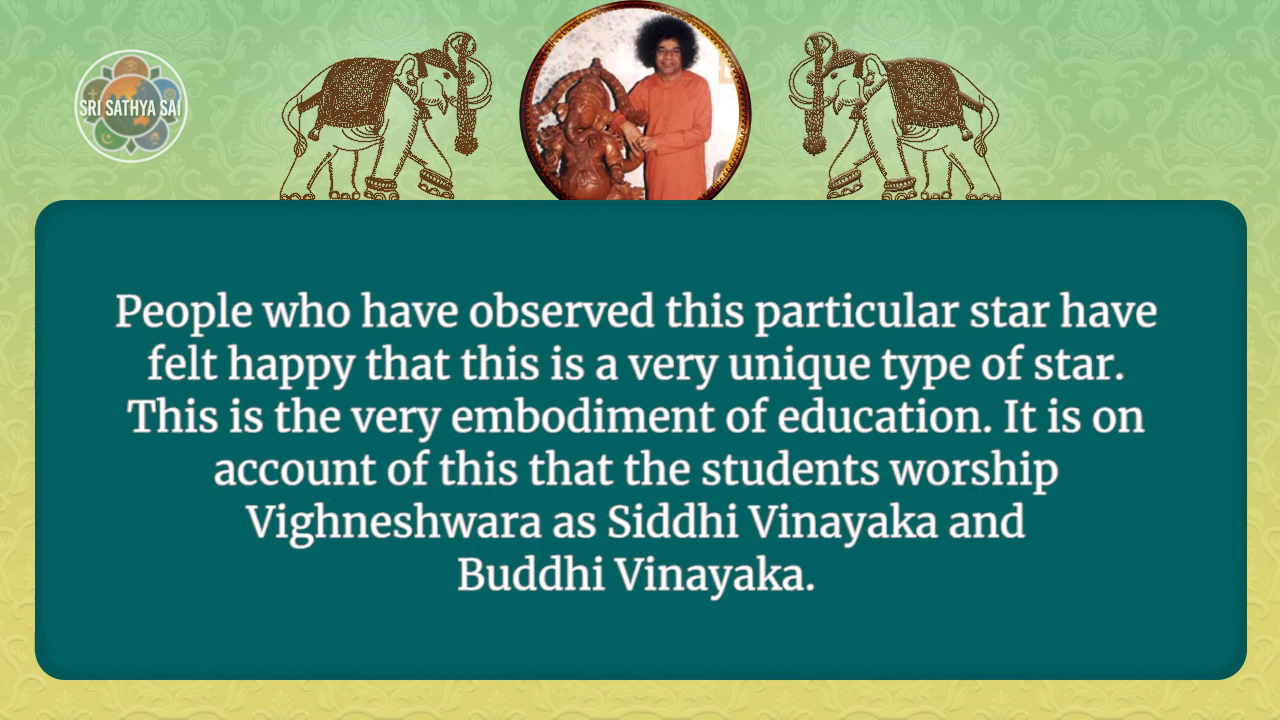 SRI SATHYA SAI
People who have observed this particular star have
felt happy that this is a very unique type of star.
This is the very embodiment of education. It is on
account of this that the students worship
Vighneshwara as Siddhi Vinayaka and
Buddhi Vinayaka.